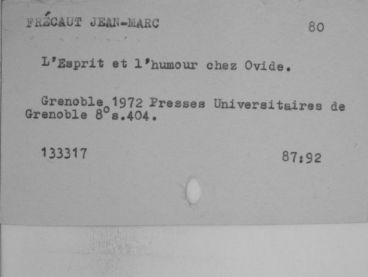 FRÉCAUT JEAN-MARC 80
L'Esprit et l'humour chez Ovide.
Grenoble 1972 Presses Universitaires de
Grenoble 8° s.404.
133317 87:92